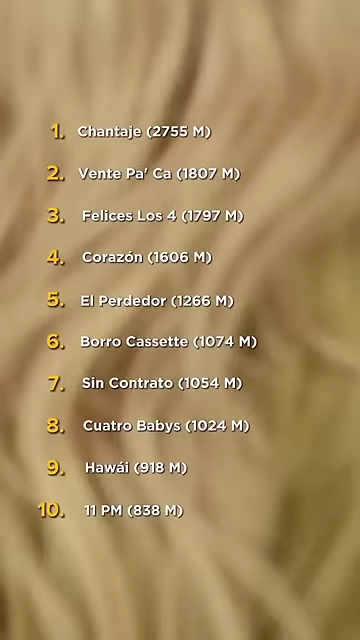 1. Chantaje (2755 M)
2. Vente Pa' Ca (1807 M)
3. Felices Los 4 (1797 M)
4. Corazón (1606 M)
5. El Perdedor (1266 M)
6. Borro Cassette (1074 M)
7. Sin Contrato (1054 M)
8. Cuatro Babys (1024 M)
9. Hawái (918 M)
10. 11 PM (838 M)